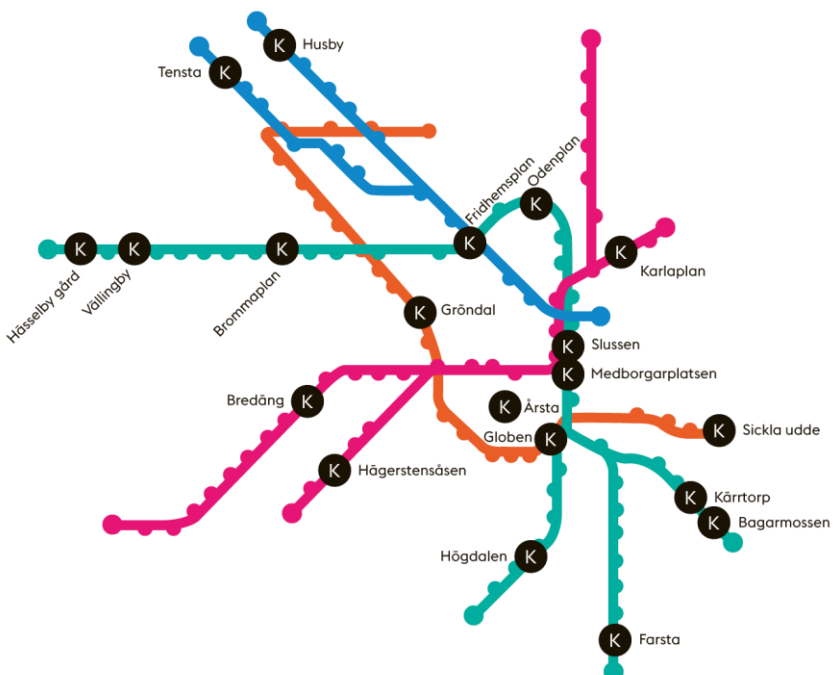 K Husby
Tensta K
Fridhemsplan
Odenplan
K
K
K
K
K
K
Karlaplan
Hässelby gård
Vällingby
Brommaplan
K Gröndal
K Slussen
K Medborgarplatsen
Bredäng K
K Årsta
Globen K
K Sickla udde
K Hägerstensåsen
K Kärrtorp
K Bagarmossen
Högdalen K
K Farsta